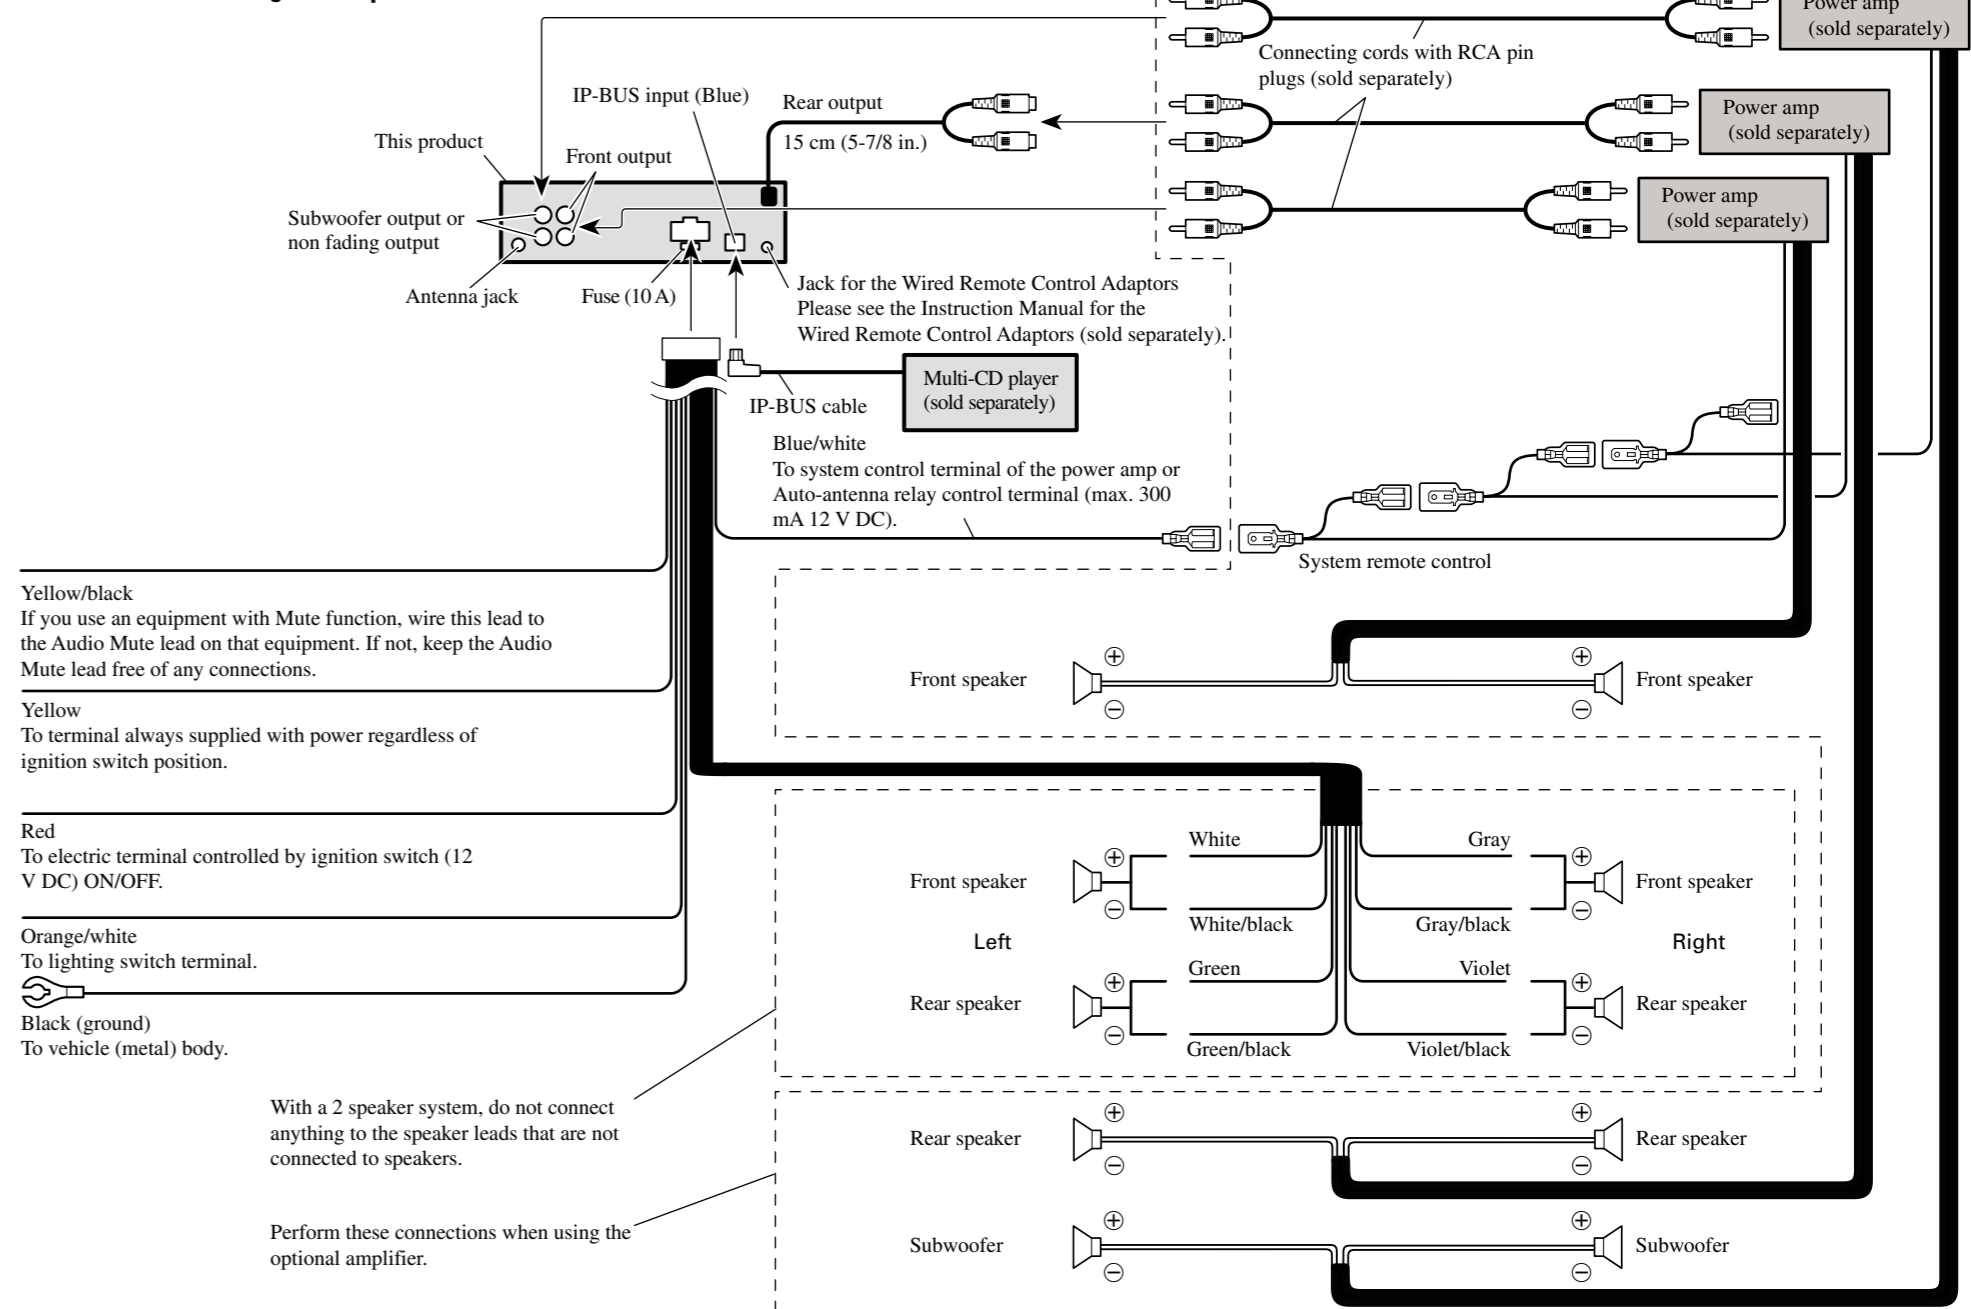 Power amp
(sold separately)
Connecting cords with RCA pin
plugs (sold separately)
IP-BUS input (Blue)
Rear output
15 cm (5-7/8 in.)
Power amp
(sold separately)
This product
Front output
Power amp
(sold separately)
Subwoofer output or
non fading output
Antenna jack
Fuse (10 A)
Jack for the Wired Remote Control Adaptors
Please see the Instruction Manual for the
Wired Remote Control Adaptors (sold separately).
Multi-CD player
(sold separately)
IP-BUS cable
Blue/white
To system control terminal of the power amp or
Auto-antenna relay control terminal (max. 300
mA 12 V DC).
System remote control
Yellow/black
If you use an equipment with Mute function, wire this lead to
the Audio Mute lead on that equipment. If not, keep the Audio
Mute lead free of any connections.
Front speaker
+
−
+
−
Front speaker
Yellow
To terminal always supplied with power regardless of
ignition switch position.
Red
To electric terminal controlled by ignition switch (12
V DC) ON/OFF.
Orange/white
To lighting switch terminal.
Black (ground)
To vehicle (metal) body.
White
Gray
Front speaker
+
−
+
−
Front speaker
White/black
Gray/black
Left
Right
Green
Violet
Rear speaker
+
−
+
−
Rear speaker
Green/black
Violet/black
With a 2 speaker system, do not connect
anything to the speaker leads that are not
connected to speakers.
Rear speaker
+
−
+
−
Rear speaker
Perform these connections when using the
optional amplifier.
Subwoofer
+
−
+
−
Subwoofer